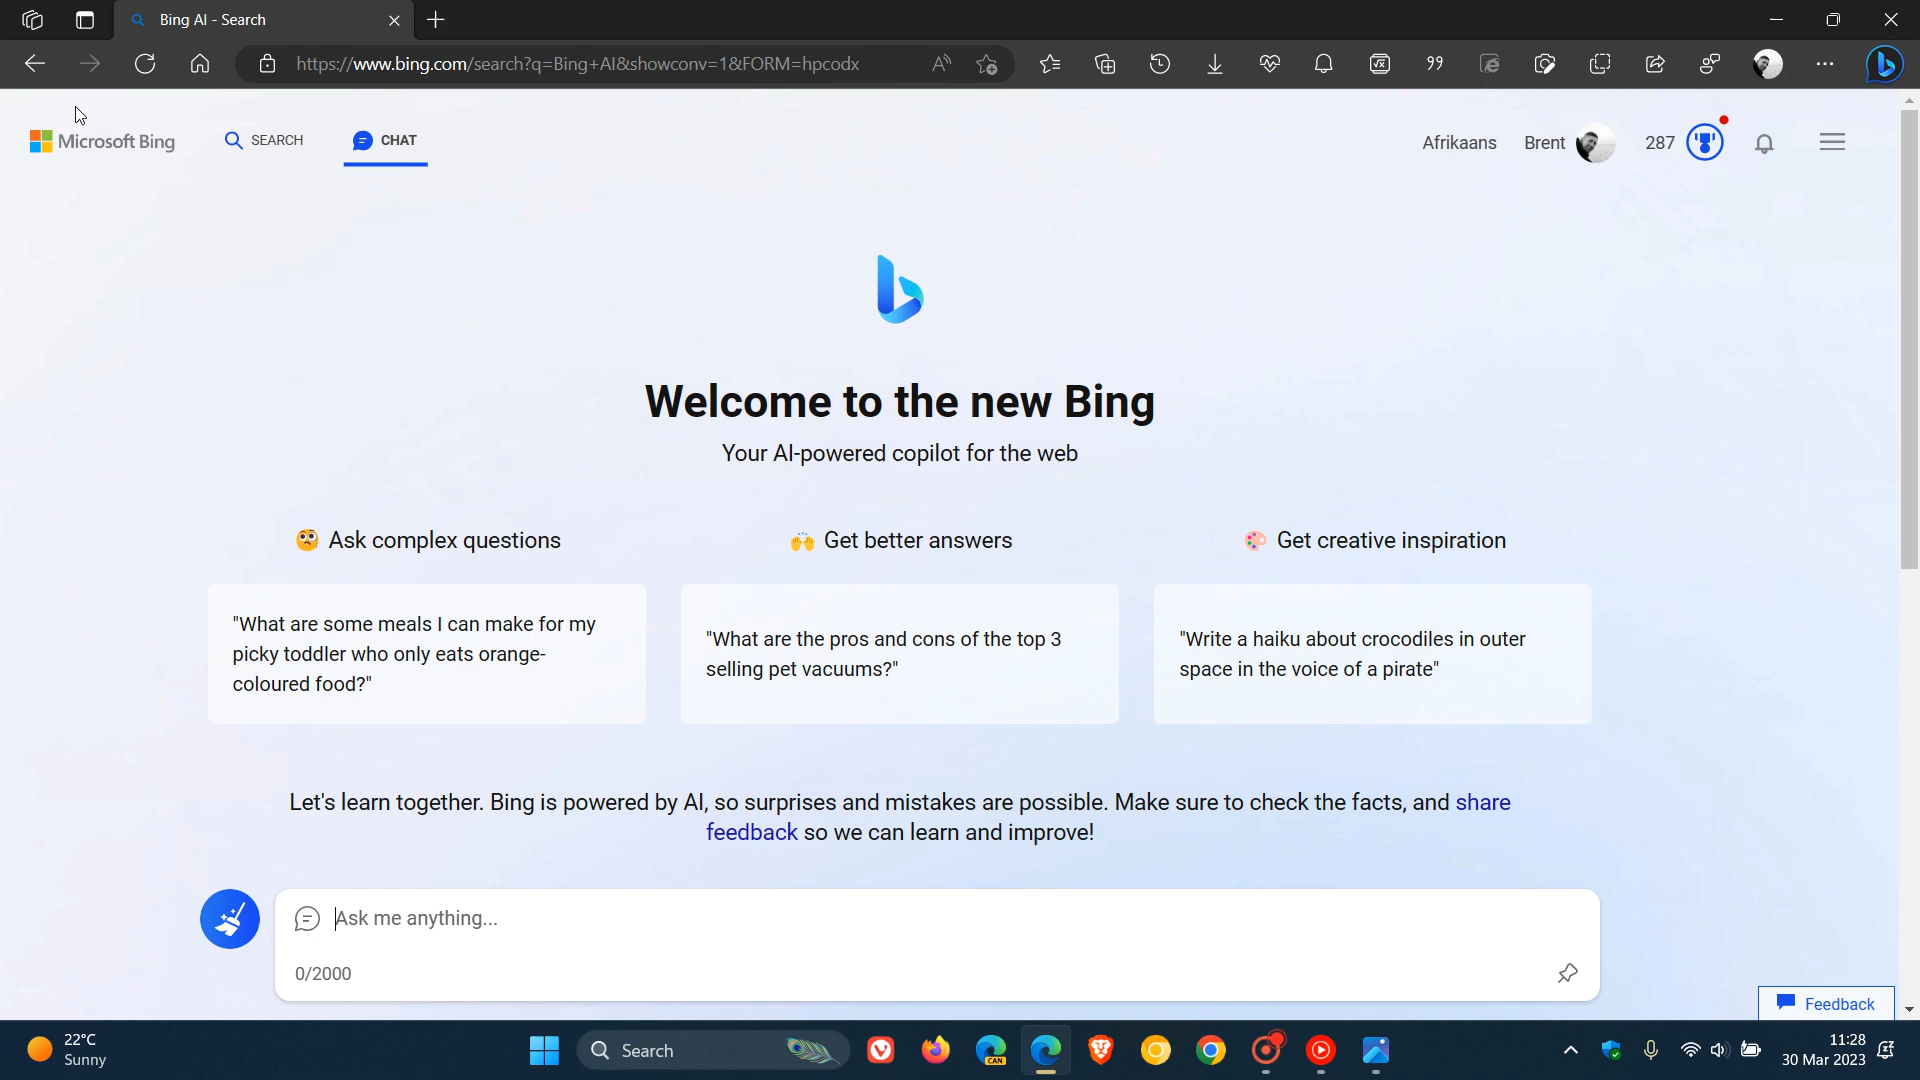 Bing AI - Search
https://www.bing.com/search?q=Bing+AI&showconv=1&FORM=hpcodx
Microsoft Bing
SEARCH
CHAT
Afrikaans
Brent
287
Welcome to the new Bing
Your AI-powered copilot for the web
Ask complex questions
Get better answers
Get creative inspiration
"What are some meals I can make for my
picky toddler who only eats orange-
coloured food?"
"What are the pros and cons of the top 3
selling pet vacuums?"
"Write a haiku about crocodiles in outer
space in the voice of a pirate"
Let's learn together. Bing is powered by AI, so surprises and mistakes are possible. Make sure to check the facts, and share
feedback so we can learn and improve!
Ask me anything...
0/2000
Feedback
22°C
Sunny
Search
CAN
11:28
30 Mar 2023